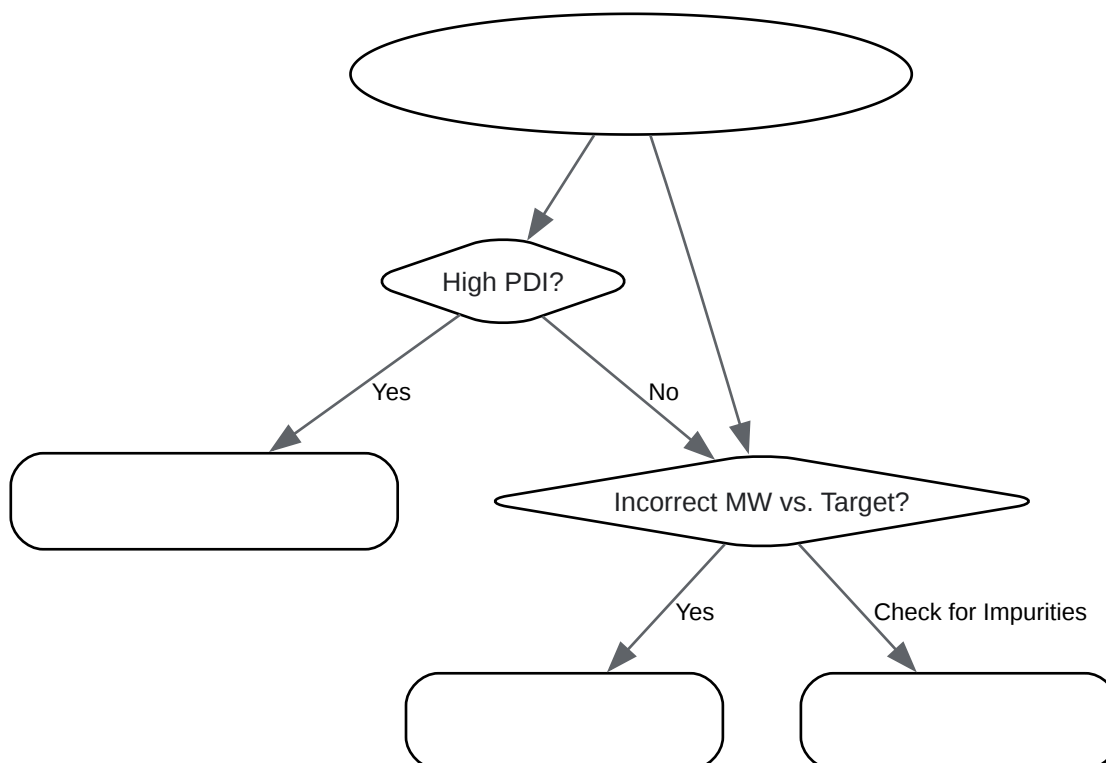 High PDI?
Yes
No
Incorrect MW vs. Target?
Yes
Check for Impurities